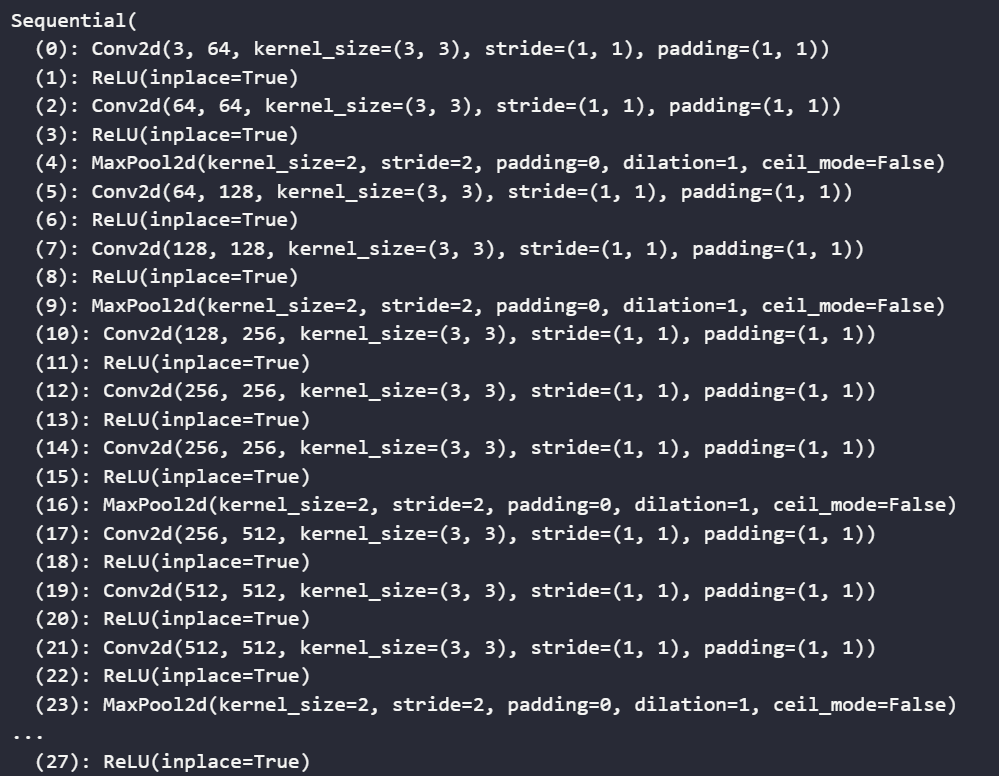 Sequential(
  (0): Conv2d(3, 64, kernel_size=(3, 3), stride=(1, 1), padding=(1, 1))
  (1): ReLU(inplace=True)
  (2): Conv2d(64, 64, kernel_size=(3, 3), stride=(1, 1), padding=(1, 1))
  (3): ReLU(inplace=True)
  (4): MaxPool2d(kernel_size=2, stride=2, padding=0, dilation=1, ceil_mode=False)
  (5): Conv2d(64, 128, kernel_size=(3, 3), stride=(1, 1), padding=(1, 1))
  (6): ReLU(inplace=True)
  (7): Conv2d(128, 128, kernel_size=(3, 3), stride=(1, 1), padding=(1, 1))
  (8): ReLU(inplace=True)
  (9): MaxPool2d(kernel_size=2, stride=2, padding=0, dilation=1, ceil_mode=False)
  (10): Conv2d(128, 256, kernel_size=(3, 3), stride=(1, 1), padding=(1, 1))
  (11): ReLU(inplace=True)
  (12): Conv2d(256, 256, kernel_size=(3, 3), stride=(1, 1), padding=(1, 1))
  (13): ReLU(inplace=True)
  (14): Conv2d(256, 256, kernel_size=(3, 3), stride=(1, 1), padding=(1, 1))
  (15): ReLU(inplace=True)
  (16): MaxPool2d(kernel_size=2, stride=2, padding=0, dilation=1, ceil_mode=False)
  (17): Conv2d(256, 512, kernel_size=(3, 3), stride=(1, 1), padding=(1, 1))
  (18): ReLU(inplace=True)
  (19): Conv2d(512, 512, kernel_size=(3, 3), stride=(1, 1), padding=(1, 1))
  (20): ReLU(inplace=True)
  (21): Conv2d(512, 512, kernel_size=(3, 3), stride=(1, 1), padding=(1, 1))
  (22): ReLU(inplace=True)
  (23): MaxPool2d(kernel_size=2, stride=2, padding=0, dilation=1, ceil_mode=False)
...
  (27): ReLU(inplace=True)